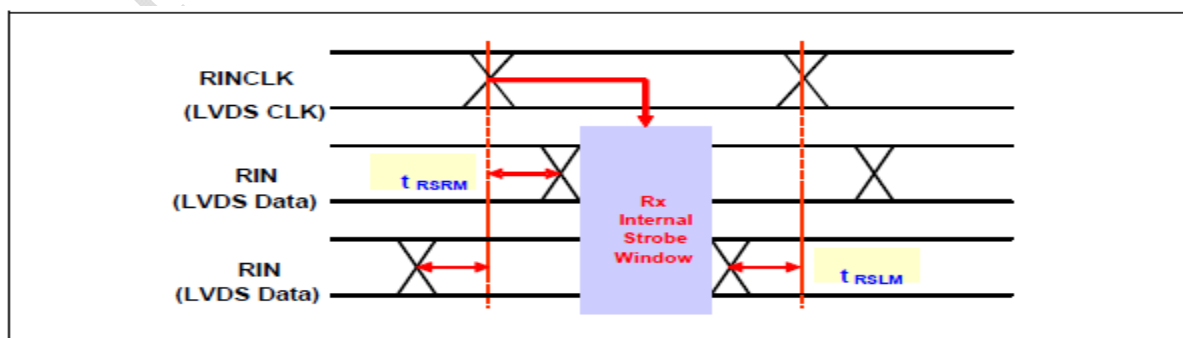 RINCLK
(LVDS CLK)
RIN
(LVDS Data)
t RSRM
Rx
Internal
Strobe
Window
RIN
(LVDS Data)
t RSLM